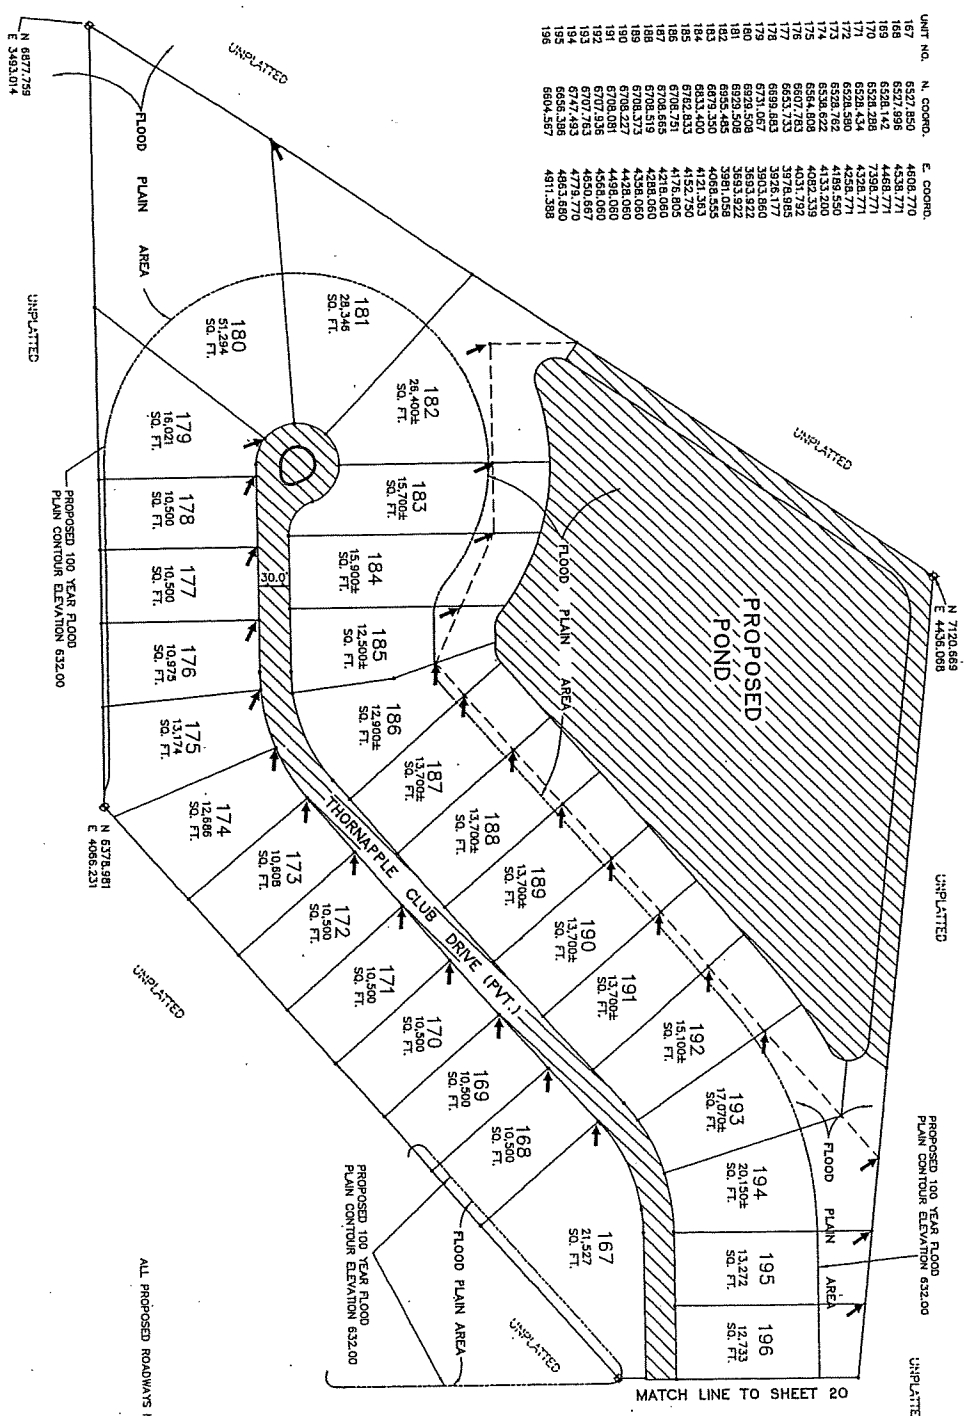 UNIT NO. N. COORD. E. COORD.
167 6527.850 4608.770
168 6527.996 4538.771
169 6528.142 4468.771
170 6528.288 7398.771
171 6528.434 4328.771
172 6528.580 4258.771
173 6528.762 4189.550
174 6538.622 4133.200
175 6564.808 4082.339
176 6607.783 4031.792
177 6653.733 3978.985
178 6699.683 3926.177
179 6731.067 3903.860
180 6929.508 3693.922
181 6929.508 3693.922
182 6955.485 3981.058
183 6879.350 4068.555
184 6833.400 4121.363
185 6782.833 4152.750
186 6708.751 4176.805
187 6708.665 4218.060
188 6708.519 4288.060
189 6708.373 4358.060
190 6708.227 4428.060
191 6708.081 4498.060
192 6707.936 4568.060
193 6707.763 4650.667
194 6747.493 4779.770
195 6656.386 4863.680
196 6604.567 4911.388
N 6877.759
E 3493.014
UNPLATTED
FLOOD PLAIN AREA
UNPLATTED
181
28,346
SQ. FT.
180
51,294
SQ. FT.
182
26,400±
SQ. FT.
179
16,021
SQ. FT.
UNPLATTED
183
15,700±
SQ. FT.
178
10,500
SQ. FT.
PROPOSED 100 YEAR FLOOD
PLAIN CONTOUR ELEVATION 632.00
N 7120.669
E 4436.068
184
15,900±
SQ. FT.
30.0'
177
10,500
SQ. FT.
FLOOD PLAIN AREA
PROPOSED
POND
185
12,500±
SQ. FT.
176
10,975
SQ. FT.
186
12,900±
SQ. FT.
175
13,174
SQ. FT.
187
13,700±
SQ. FT.
174
12,686
SQ. FT.
N 6378.981
E 4066.231
188
13,700±
SQ. FT.
THORNAPPLE CLUB DRIVE (PVT.)
173
10,608
SQ. FT.
189
13,700±
SQ. FT.
172
10,500
SQ. FT.
UNPLATTED
190
13,700±
SQ. FT.
171
10,500
SQ. FT.
UNPLATTED
191
13,700±
SQ. FT.
170
10,500
SQ. FT.
192
15,100±
SQ. FT.
169
10,500
SQ. FT.
193
17,070±
SQ. FT.
168
10,500
SQ. FT.
PROPOSED 100 YEAR FLOOD
PLAIN CONTOUR ELEVATION 632.00
FLOOD PLAIN AREA
194
20,150±
SQ. FT.
167
21,527
SQ. FT.
FLOOD PLAIN AREA
PROPOSED 100 YEAR FLOOD
PLAIN CONTOUR ELEVATION 632.00
195
13,272
SQ. FT.
196
12,733
SQ. FT.
UNPLATTED
UNPLATTE
MATCH LINE TO SHEET 20
ALL PROPOSED ROADWAYS